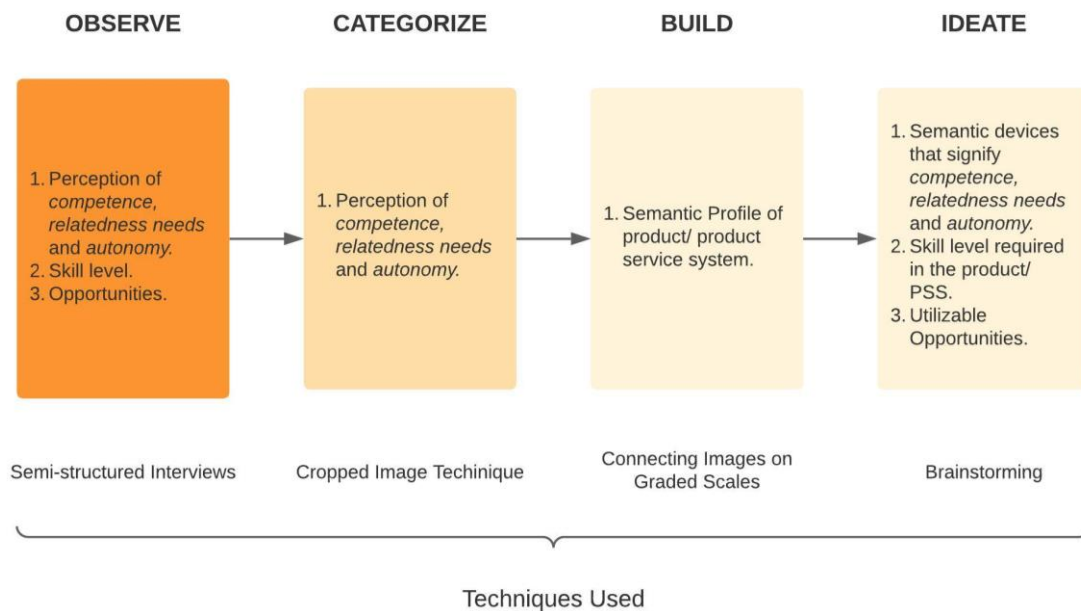 OBSERVE
CATEGORIZE
BUILD
IDEATE
1. Perception of
competence,
relatedness needs
and autonomy.
2. Skill level.
3. Opportunities.
1. Perception of
competence,
relatedness needs
and autonomy.
1. Semantic Profile of
product/ product
service system.
1. Semantic devices
that signify
competence,
relatedness needs
and autonomy.
2. Skill level required
in the product/
PSS.
3. Utilizable
Opportunities.
Semi-structured Interviews
Cropped Image Techinique
Connecting Images on
Graded Scales
Brainstorming
Techniques Used